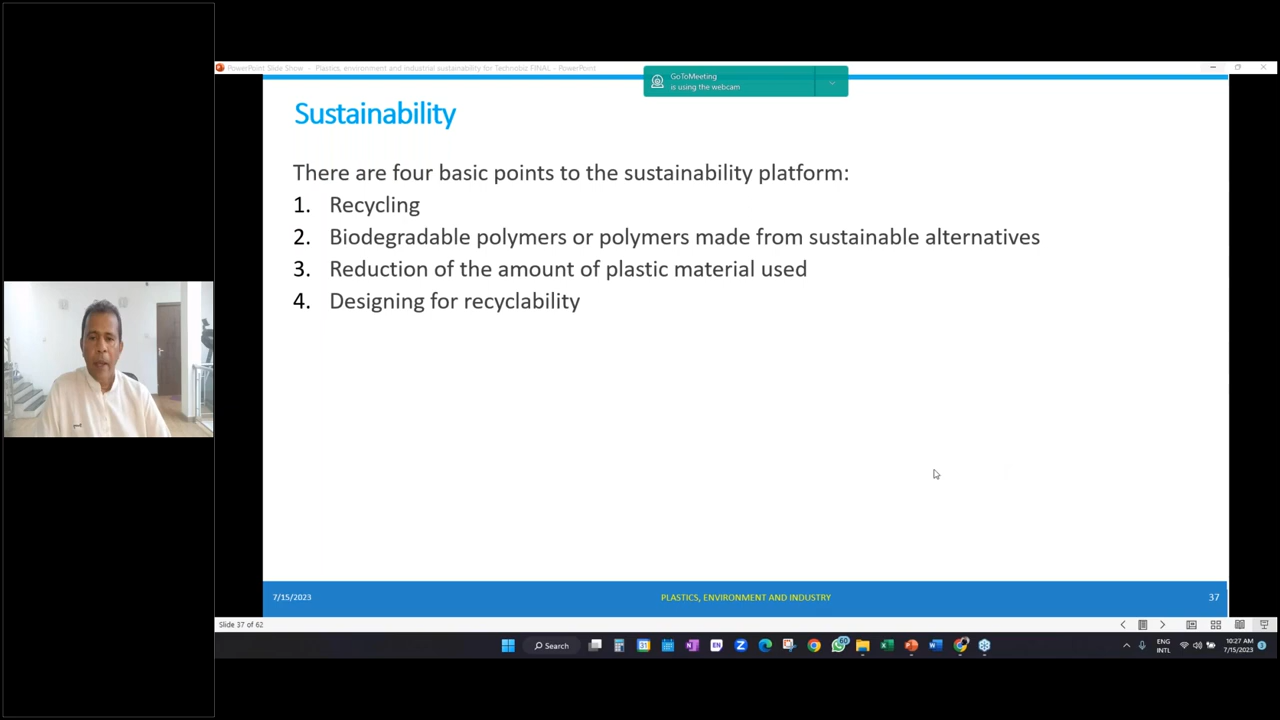 PowerPoint Slide Show - Plastics, environment and industrial sustainability for Technobiz FINAL - PowerPoint
GoToMeeting
is using the webcam
Sustainability
There are four basic points to the sustainability platform:
1. Recycling
2. Biodegradable polymers or polymers made from sustainable alternatives
3. Reduction of the amount of plastic material used
4. Designing for recyclability
7/15/2023 PLASTICS, ENVIRONMENT AND INDUSTRY 37
Slide 37 of 62
Search
60
ENG
INTL
10:27 AM
7/15/2023